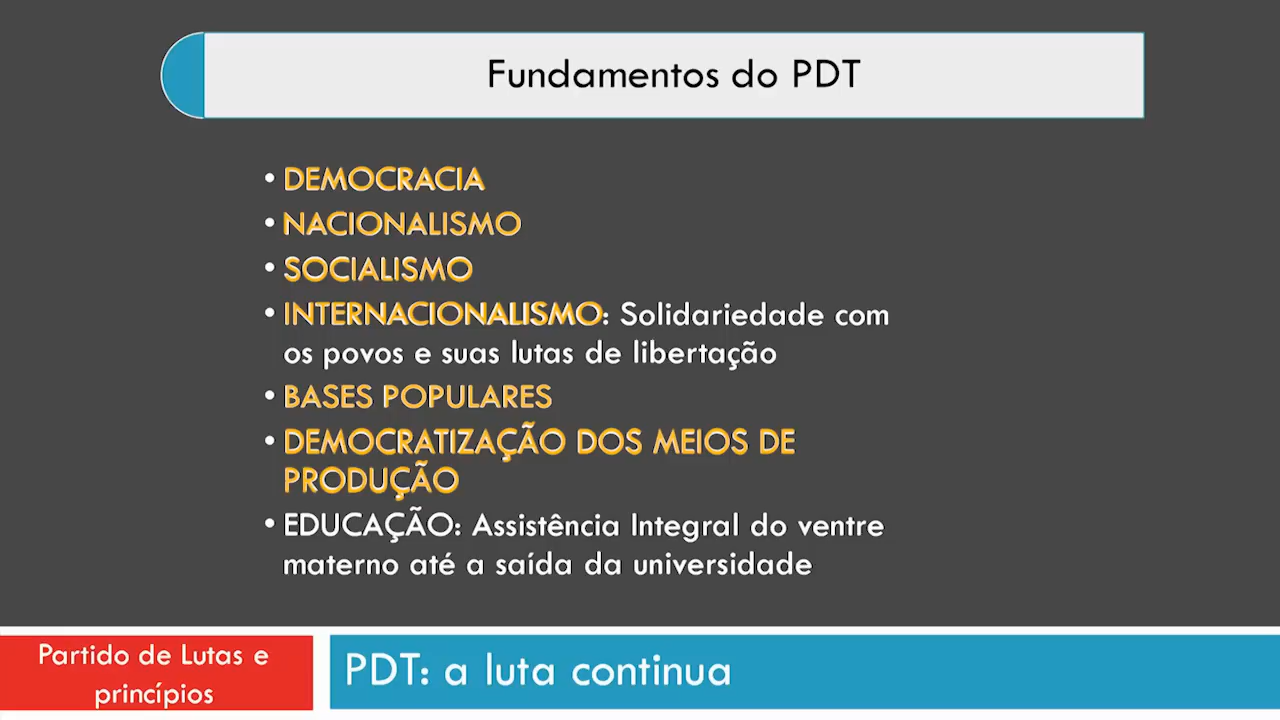 Fundamentos do PDT
• DEMOCRACIA
• NACIONALISMO
• SOCIALISMO
• INTERNACIONALISMO: Solidariedade com
os povos e suas lutas de libertação
• BASES POPULARES
• DEMOCRATIZAÇÃO DOS MEIOS DE
PRODUÇÃO
• EDUCAÇÃO: Assistência Integral do ventre
materno até a saída da universidade
Partido de Lutas e
princípios
PDT: a luta continua